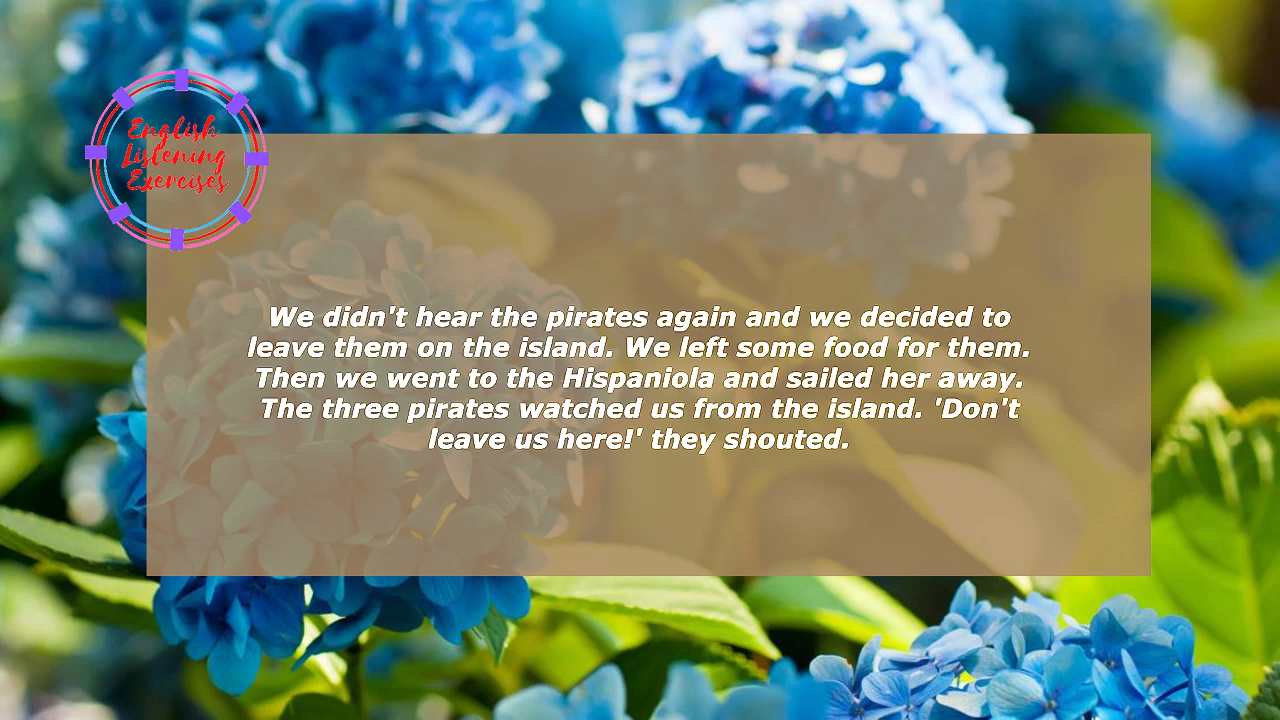 English
Listening
Exercises
We didn't hear the pirates again and we decided to
leave them on the island. We left some food for them.
Then we went to the Hispaniola and sailed her away.
The three pirates watched us from the island. 'Don't
leave us here!' they shouted.